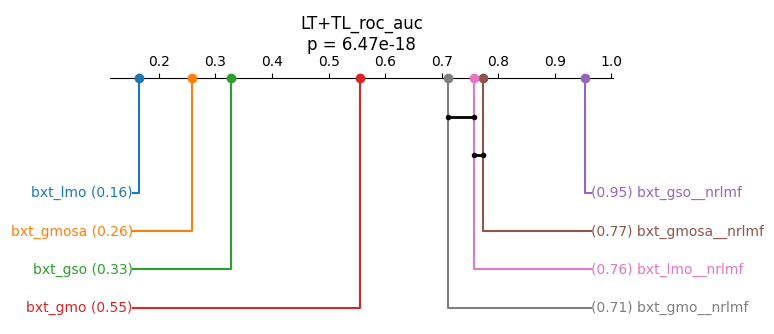 LT+TL_roc_auc
p = 6.47e-18
0.2 0.3 0.4 0.5 0.6 0.7 0.8 0.9 1.0
bxt_lmo (0.16) (0.95) bxt_gso__nrlmf
bxt_gmosa (0.26) (0.77) bxt_gmosa__nrlmf
bxt_gso (0.33) (0.76) bxt_lmo__nrlmf
bxt_gmo (0.55) (0.71) bxt_gmo__nrlmf